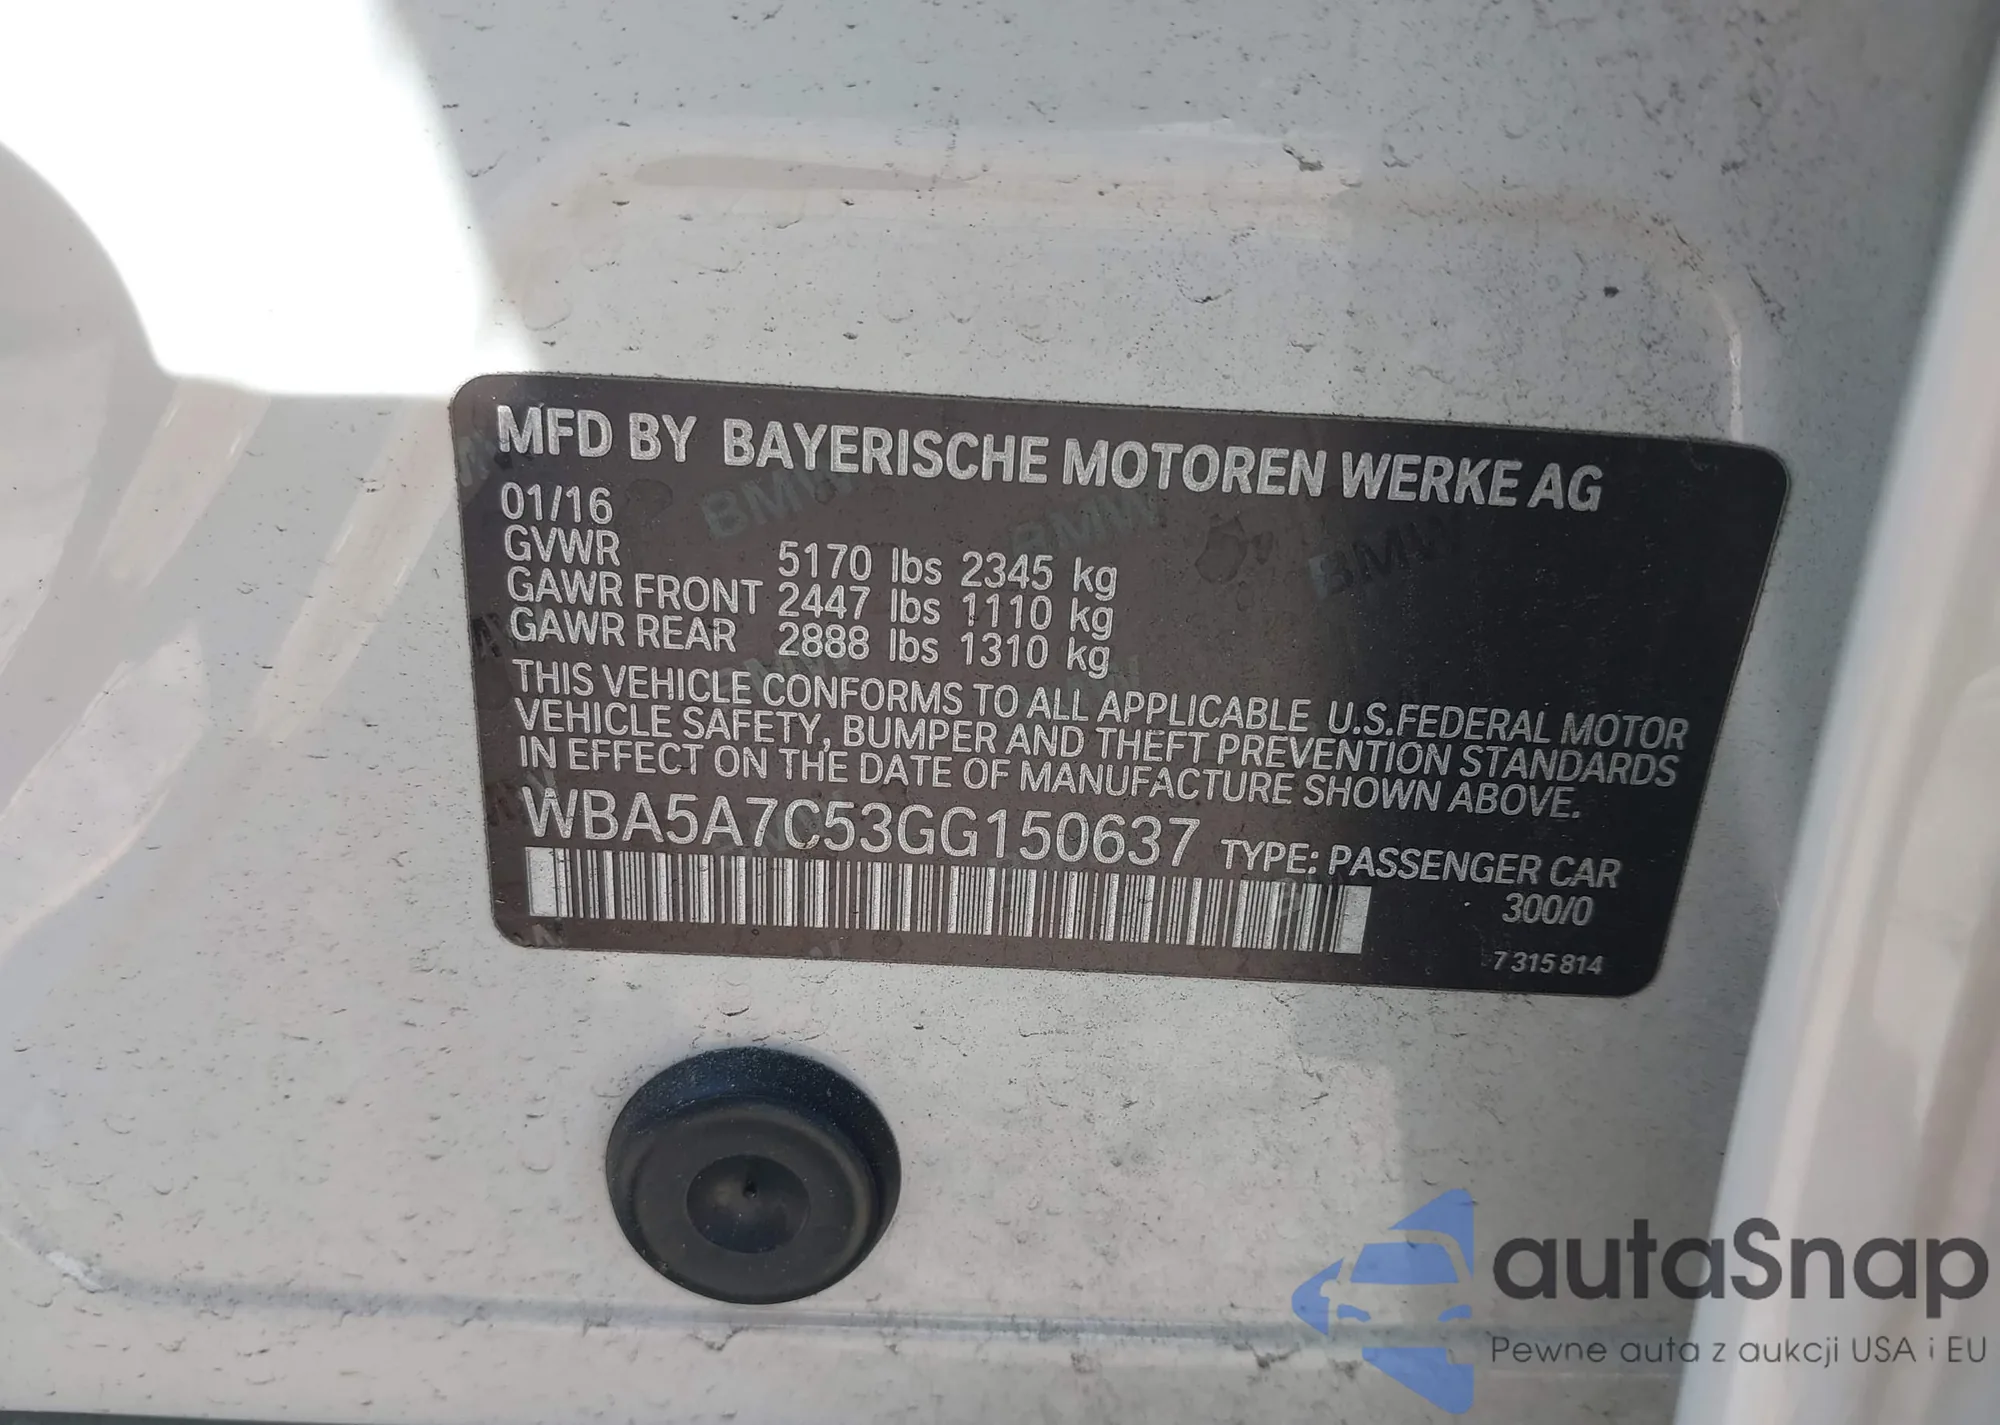 MFD BY BAYERISCHE MOTOREN WERKE AG
01/16
GVWR 5170 lbs 2345 kg
GAWR FRONT 2447 lbs 1110 kg
GAWR REAR 2888 lbs 1310 kg
THIS VEHICLE CONFORMS TO ALL APPLICABLE U.S.FEDERAL MOTOR
VEHICLE SAFETY, BUMPER AND THEFT PREVENTION STANDARDS
IN EFFECT ON THE DATE OF MANUFACTURE SHOWN ABOVE.
WBA5A7C53GG150637 TYPE: PASSENGER CAR
300/0
7 315 814
BMW BMW BMW
autaSnap
Pewne auta z aukcji USA i EU